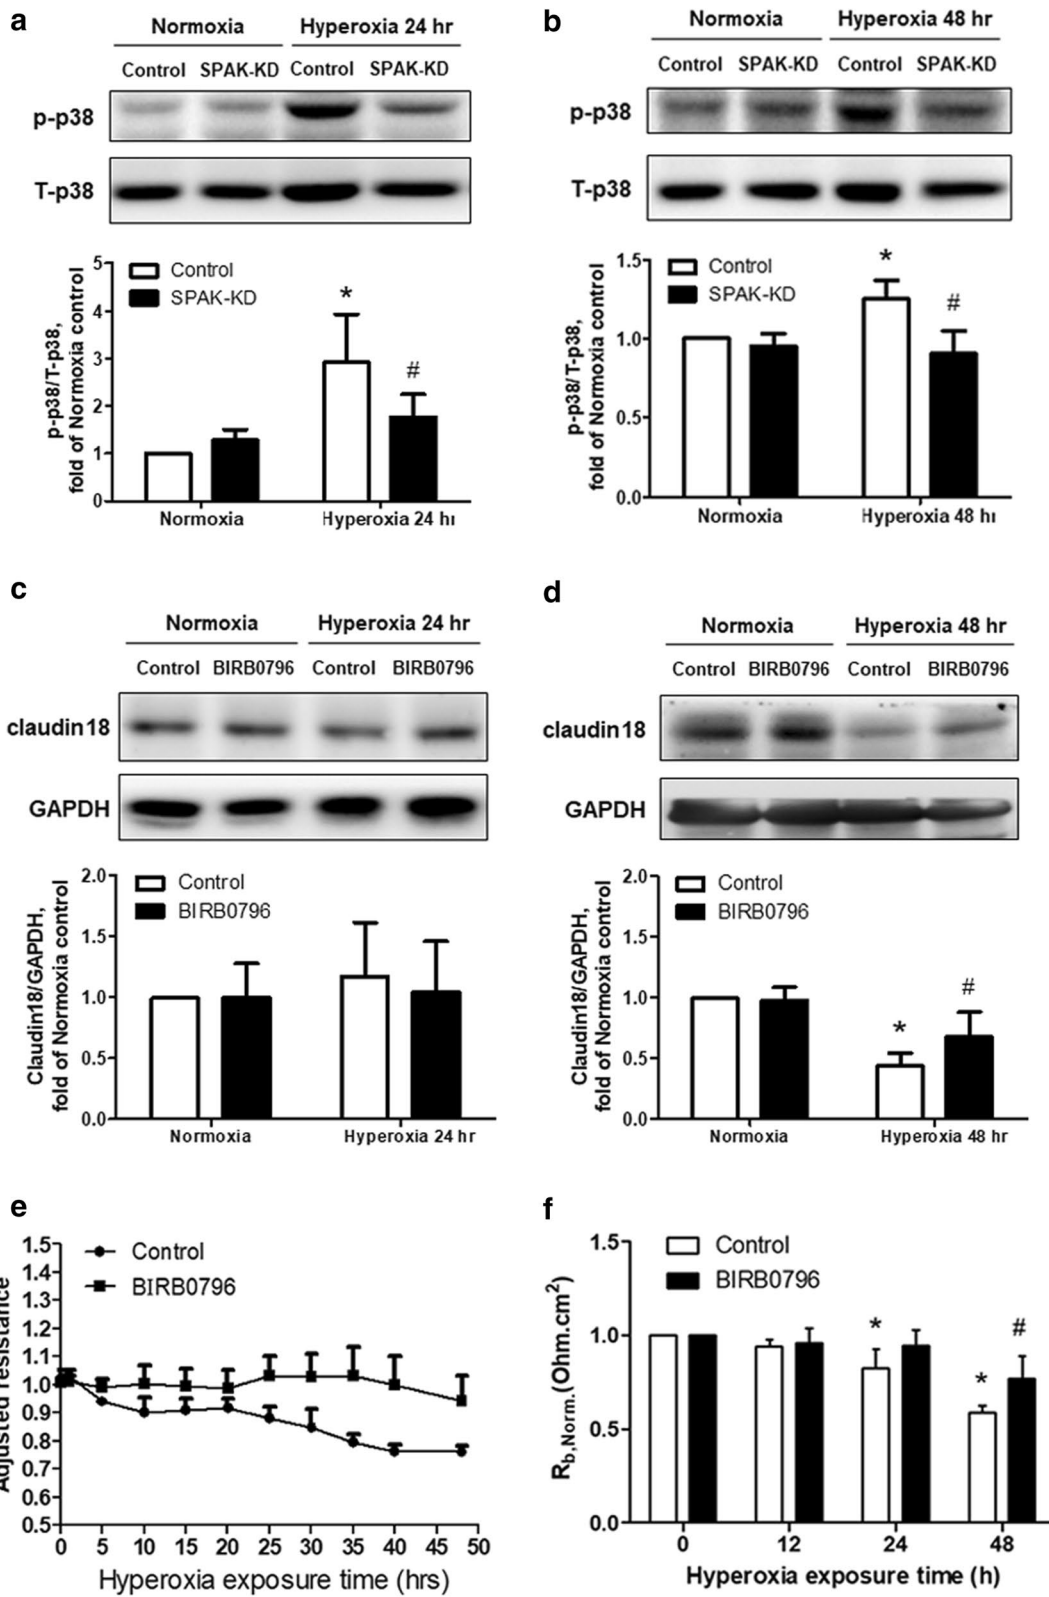 a
Normoxia Hyperoxia 24 hr
Control SPAK-KD Control SPAK-KD
p-p38
T-p38
p-p38/T-p38,
fold of Normoxia control
5
4
3
2
1
0
Control
SPAK-KD
*
#
Normoxia Hyperoxia 24 hr
b
Normoxia Hyperoxia 48 hr
Control SPAK-KD Control SPAK-KD
p-p38
T-p38
p-p38/T-p38,
fold of Normoxia control
1.5
1.0
0.5
0.0
Control
SPAK-KD
*
#
Normoxia Hyperoxia 48 hr
c
Normoxia Hyperoxia 24 hr
Control BIRB0796 Control BIRB0796
claudin18
GAPDH
Claudin18/GAPDH,
fold of Normoxia control
2.0
1.5
1.0
0.5
0.0
Control
BIRB0796
Normoxia Hyperoxia 24 hr
d
Normoxia Hyperoxia 48 hr
Control BIRB0796 Control BIRB0796
claudin18
GAPDH
Claudin18/GAPDH,
fold of Normoxia control
2.0
1.5
1.0
0.5
0.0
Control
BIRB0796
*
#
Normoxia Hyperoxia 48 hr
e
Adjusted resistance
1.5
1.4
1.3
1.2
1.1
1.0
0.9
0.8
0.7
0.6
0.5
Control
BIRB0796
0 5 10 15 20 25 30 35 40 45 50
Hyperoxia exposure time (hrs)
f
Rb,Norm.(Ohm.cm²)
1.5
1.0
0.5
0.0
Control
BIRB0796
*
*
#
0 12 24 48
Hyperoxia exposure time (h)